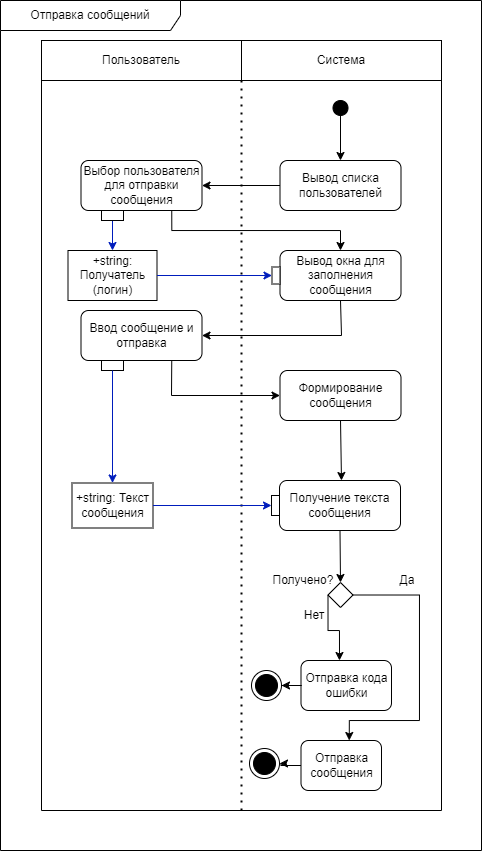 Отправка сообщений
Пользователь
Система
Выбор пользователя
для отправки
сообщения
Вывод списка
пользователей
+string:
Получатель
(логин)
Вывод окна для
заполнения
сообщения
Ввод сообщение и
отправка
Формирование
сообщения
+string: Текст
сообщения
Получение текста
сообщения
Получено?
Да
Нет
Отправка кода
ошибки
Отправка
сообщения